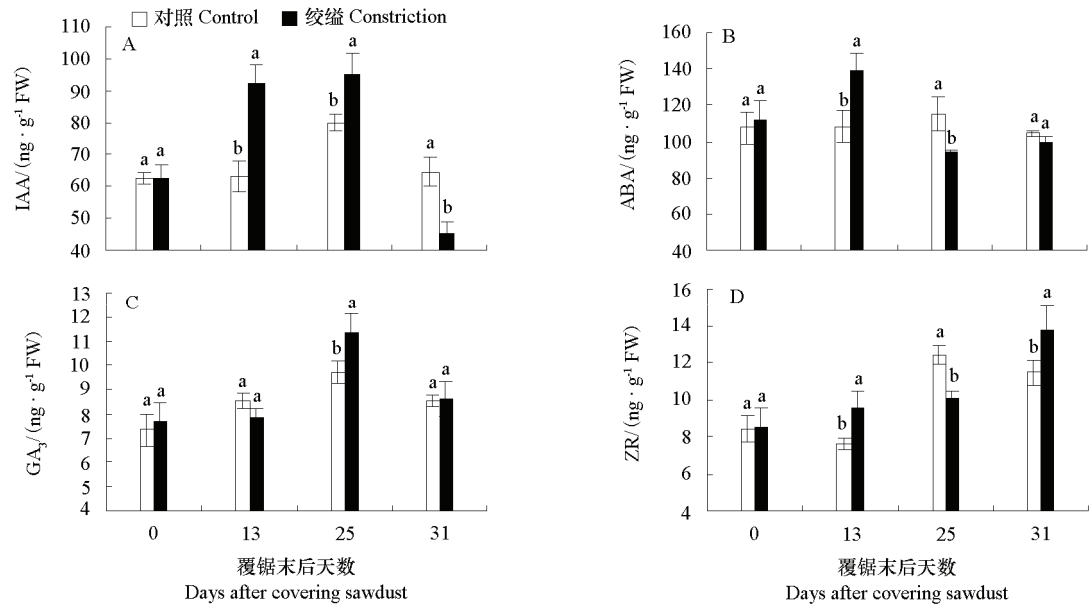 对照 Control 绞缢 Constriction
A
IAA/(ng · g⁻¹ FW)
110
100
90
80
70
60
50
40
a a b a b a a b
B
ABA/(ng · g⁻¹ FW)
160
140
120
100
80
60
40
a a b a a b a a
C
GA₃/(ng · g⁻¹ FW)
13
12
11
10
9
8
7
6
5
4
a a a a b a a a
0 13 25 31
覆锯末后天数
Days after covering sawdust
D
ZR/(ng · g⁻¹ FW)
16
14
12
10
8
6
4
a a b a a b b a
0 13 25 31
覆锯末后天数
Days after covering sawdust